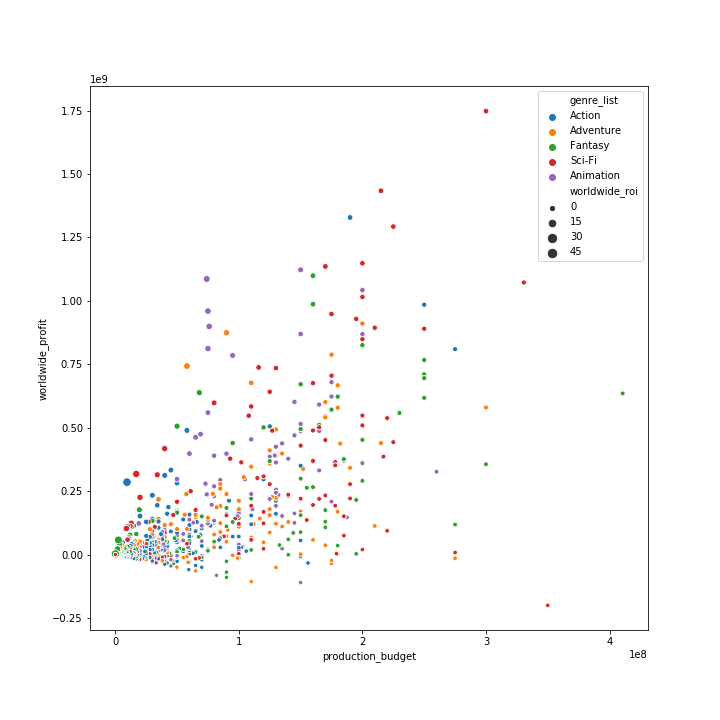 1e9
1.75
1.50
1.25
1.00
0.75
0.50
0.25
0.00
−0.25
worldwide_profit
genre_list
Action
Adventure
Fantasy
Sci-Fi
Animation
worldwide_roi
0
15
30
45
0
1
2
3
4
1e8
production_budget